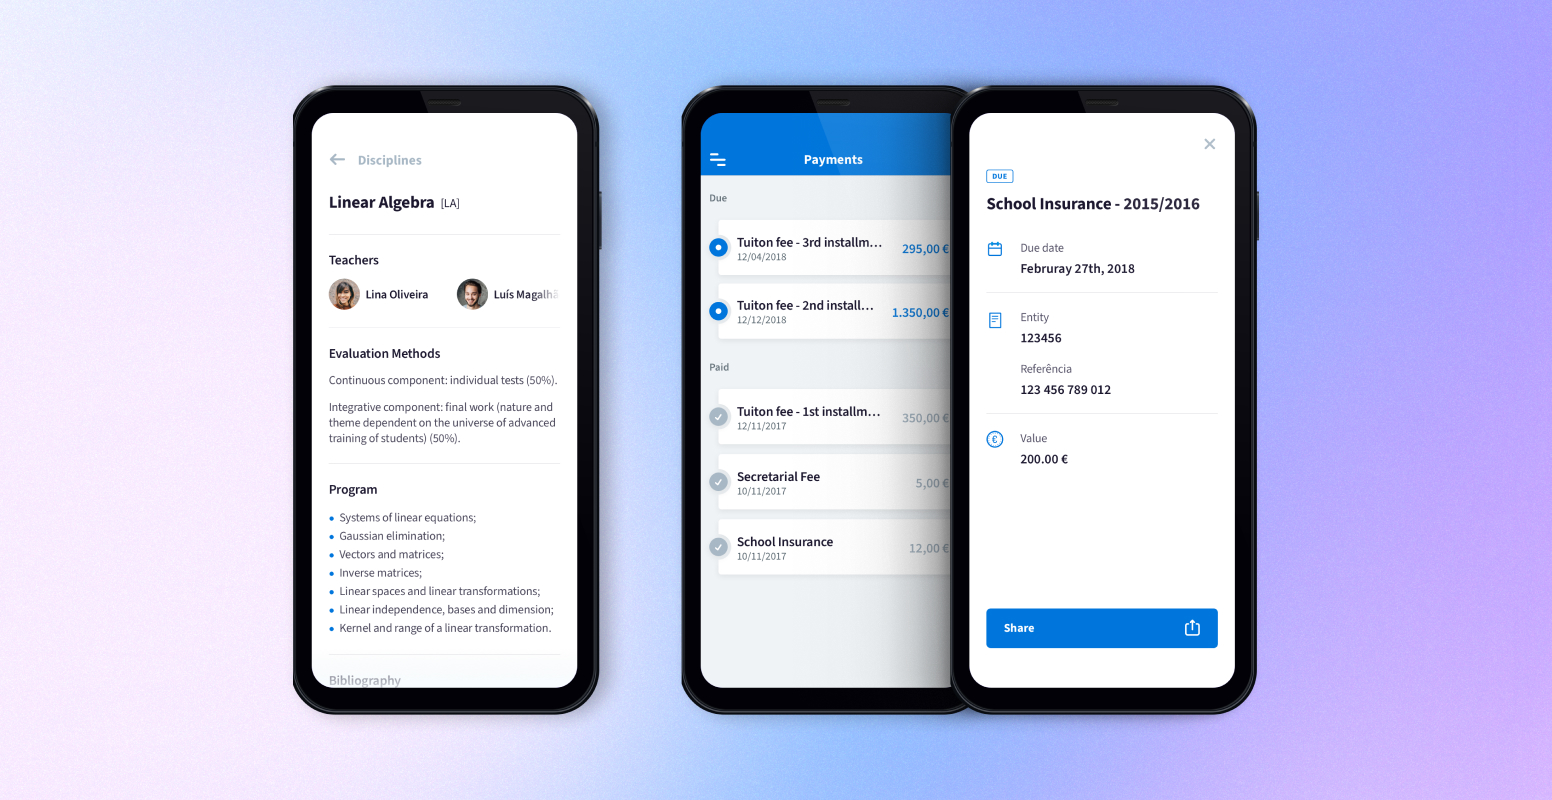 Disciplines
Linear Algebra [LA]
Teachers
Lina Oliveira
Luís Magalhã
Evaluation Methods
Continuous component: individual tests (50%).
Integrative component: final work (nature and
theme dependent on the universe of advanced
training of students) (50%).
Program
Systems of linear equations;
Gaussian elimination;
Vectors and matrices;
Inverse matrices;
Linear spaces and linear transformations;
Linear independence, bases and dimension;
Kernel and range of a linear transformation.
Bibliography
Payments
Due
Tuiton fee - 3rd installm... 295,00 €
12/04/2018
Tuiton fee - 2nd install... 1.350,00 €
12/12/2018
Paid
Tuiton fee - 1st installm... 350,00 €
12/11/2017
Secretarial Fee 5,00 €
10/11/2017
School Insurance 12,00 €
10/11/2017
DUE
School Insurance - 2015/2016
Due date
Februray 27th, 2018
Entity
123456
Referência
123 456 789 012
Value
200.00 €
Share